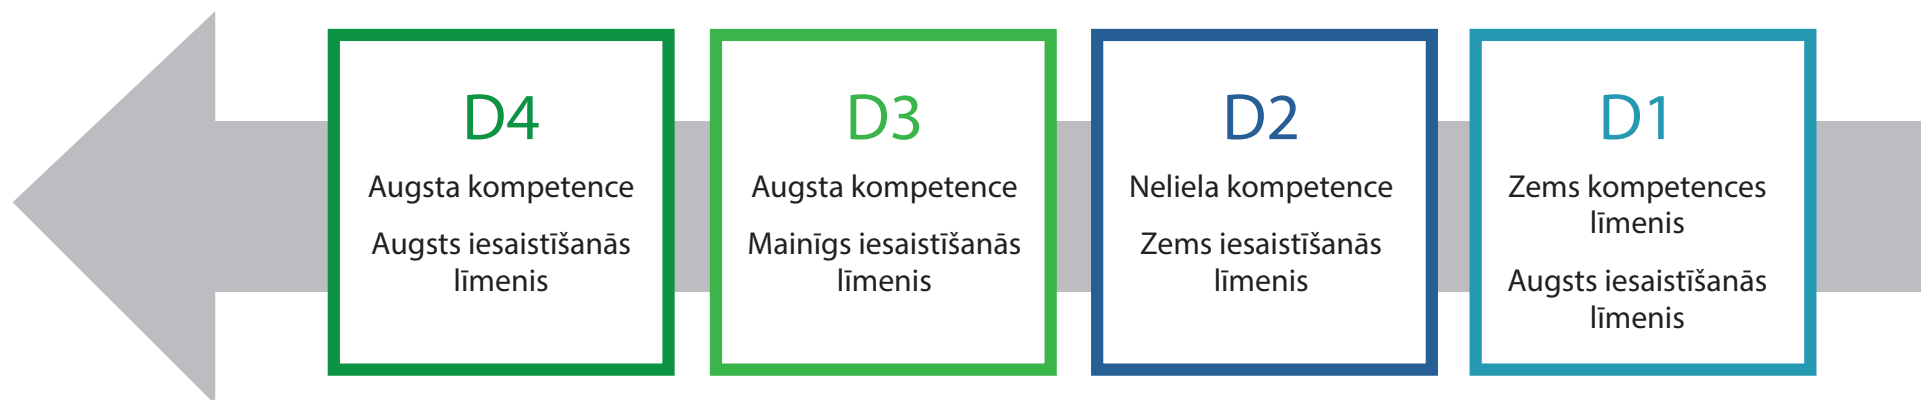 D4
Augsta kompetence
Augsts iesaistīšanās
līmenis
D3
Augsta kompetence
Mainīgs iesaistīšanās
līmenis
D2
Neliela kompetence
Zems iesaistīšanās
līmenis
D1
Zems kompetences
līmenis
Augsts iesaistīšanās
līmenis